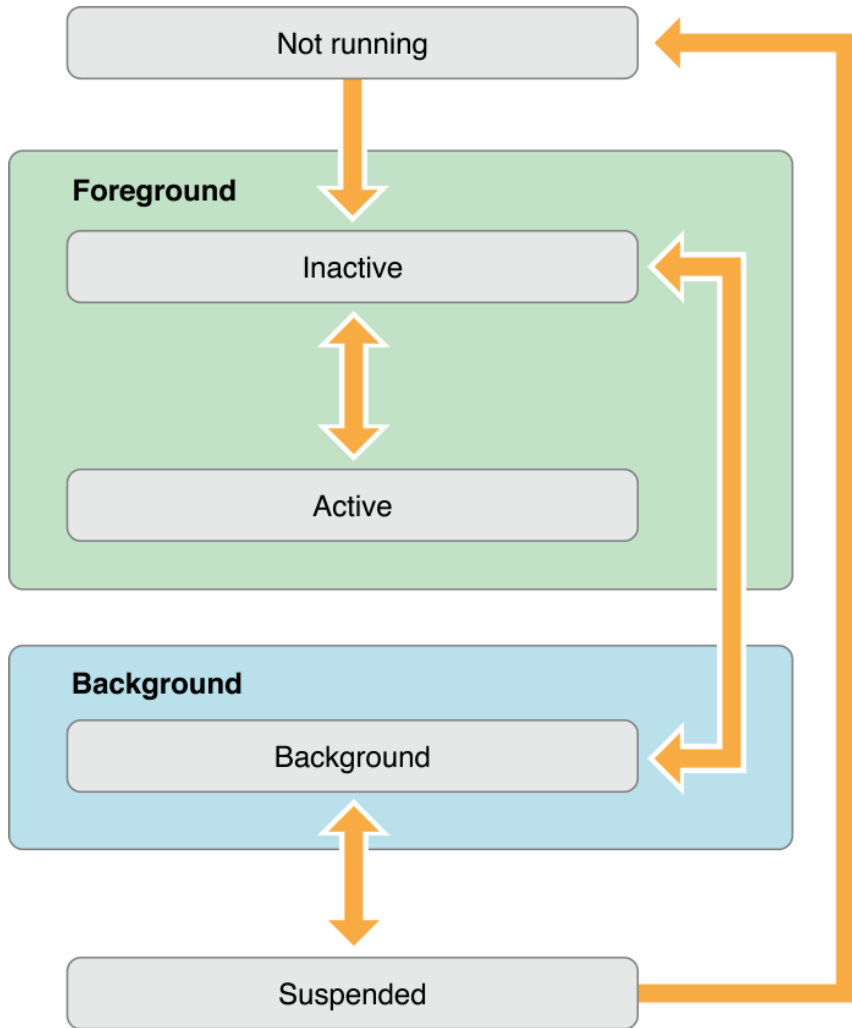 Not running
Foreground
Inactive
Active
Background
Background
Suspended